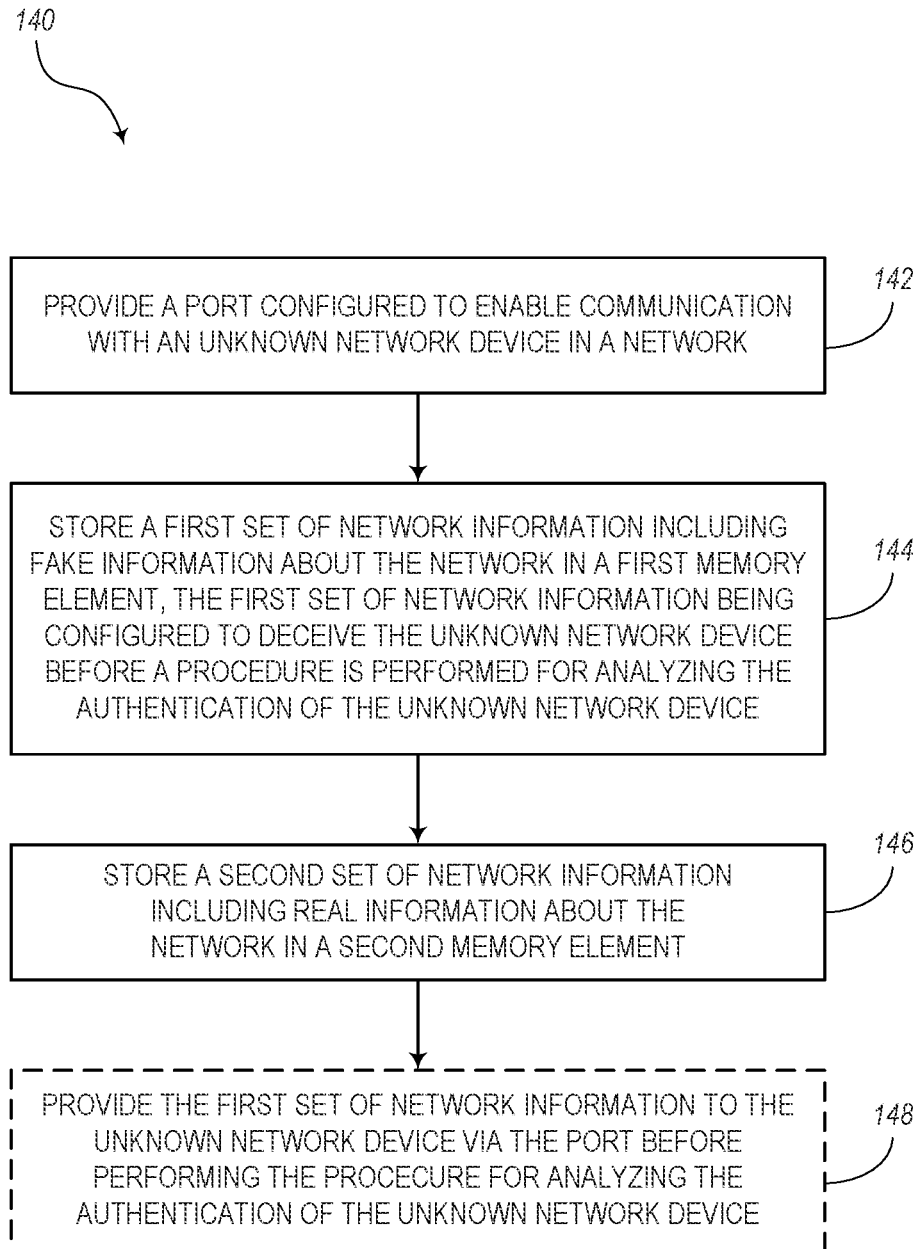 140
PROVIDE A PORT CONFIGURED TO ENABLE COMMUNICATION
WITH AN UNKNOWN NETWORK DEVICE IN A NETWORK
142
STORE A FIRST SET OF NETWORK INFORMATION INCLUDING
FAKE INFORMATION ABOUT THE NETWORK IN A FIRST MEMORY
ELEMENT, THE FIRST SET OF NETWORK INFORMATION BEING
CONFIGURED TO DECEIVE THE UNKNOWN NETWORK DEVICE
BEFORE A PROCEDURE IS PERFORMED FOR ANALYZING THE
AUTHENTICATION OF THE UNKNOWN NETWORK DEVICE
144
STORE A SECOND SET OF NETWORK INFORMATION
INCLUDING REAL INFORMATION ABOUT THE
NETWORK IN A SECOND MEMORY ELEMENT
146
PROVIDE THE FIRST SET OF NETWORK INFORMATION TO THE
UNKNOWN NETWORK DEVICE VIA THE PORT BEFORE
PERFORMING THE PROCECURE FOR ANALYZING THE
AUTHENTICATION OF THE UNKNOWN NETWORK DEVICE
148